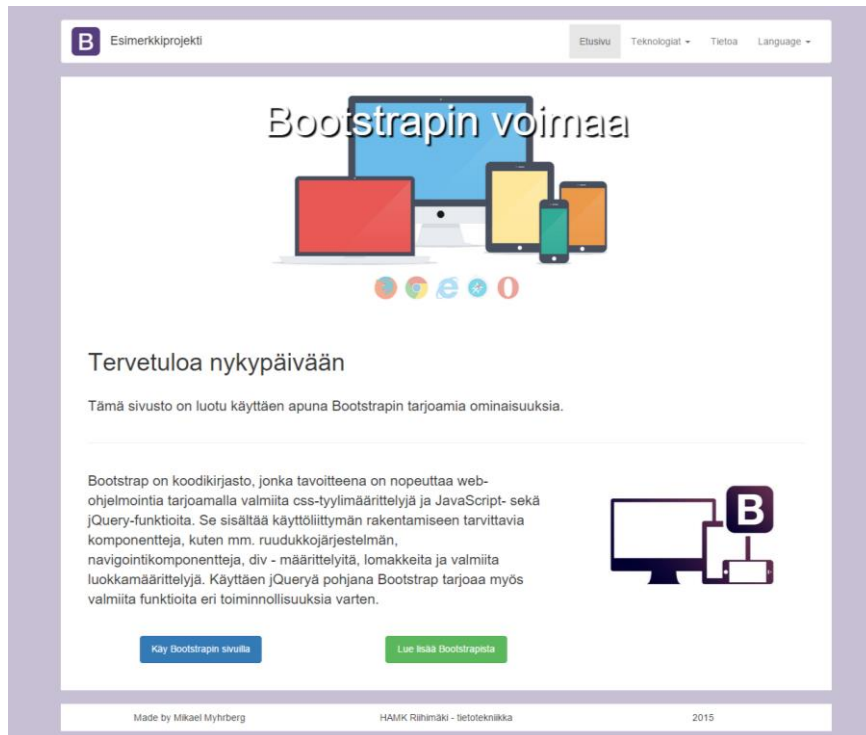 B Esimerkkiprojekti Etusivu Teknologiat Tietoa Language
Bootstrapin voimaa
Tervetuloa nykypäivään
Tämä sivusto on luotu käyttäen apuna Bootstrapin tarjoamia ominaisuuksia.
Bootstrap on koodikirjasto, jonka tavoitteena on nopeuttaa web-
ohjelmointia tarjoamalla valmiita css-tyylimäärittelyjä ja JavaScript- sekä
jQuery-funktioita. Se sisältää käyttöliittymän rakentamiseen tarvittavia
komponentteja, kuten mm. ruudukkojärjestelmän,
navigointikomponentteja, div - määrittelyitä, lomakkeita ja valmiita
luokkamäärittelyjä. Käyttäen jQueryä pohjana Bootstrap tarjoaa myös
valmiita funktioita eri toiminnollisuuksia varten.
B
Käy Bootstrapin sivuilla Lue lisää Bootstrapista
Made by Mikael Myhrberg HAMK Riihimäki - tietotekniikka 2015